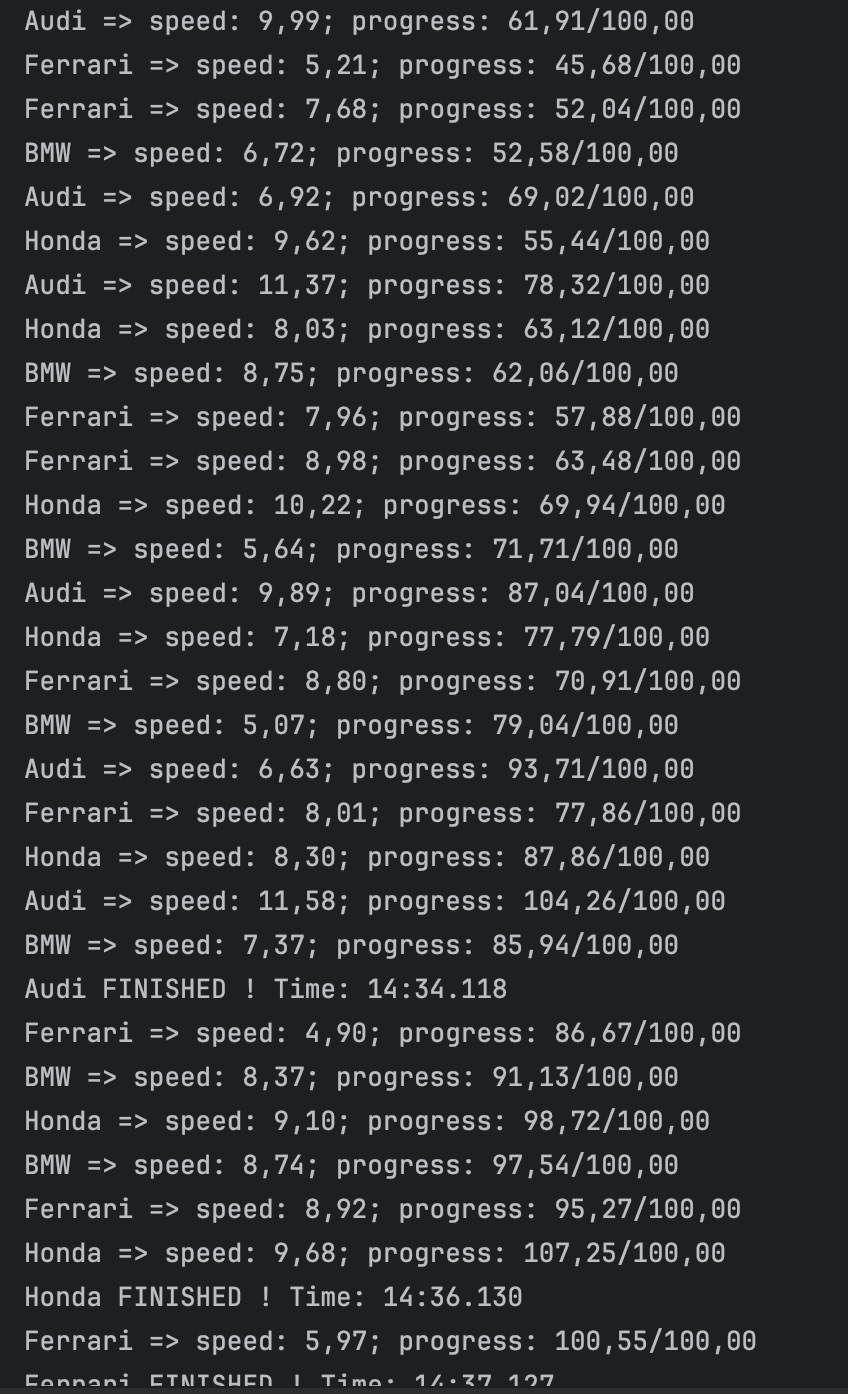 Audi => speed: 9,99; progress: 61,91/100,00
Ferrari => speed: 5,21; progress: 45,68/100,00
Ferrari => speed: 7,68; progress: 52,04/100,00
BMW => speed: 6,72; progress: 52,58/100,00
Audi => speed: 6,92; progress: 69,02/100,00
Honda => speed: 9,62; progress: 55,44/100,00
Audi => speed: 11,37; progress: 78,32/100,00
Honda => speed: 8,03; progress: 63,12/100,00
BMW => speed: 8,75; progress: 62,06/100,00
Ferrari => speed: 7,96; progress: 57,88/100,00
Ferrari => speed: 8,98; progress: 63,48/100,00
Honda => speed: 10,22; progress: 69,94/100,00
BMW => speed: 5,64; progress: 71,71/100,00
Audi => speed: 9,89; progress: 87,04/100,00
Honda => speed: 7,18; progress: 77,79/100,00
Ferrari => speed: 8,80; progress: 70,91/100,00
BMW => speed: 5,07; progress: 79,04/100,00
Audi => speed: 6,63; progress: 93,71/100,00
Ferrari => speed: 8,01; progress: 77,86/100,00
Honda => speed: 8,30; progress: 87,86/100,00
Audi => speed: 11,58; progress: 104,26/100,00
BMW => speed: 7,37; progress: 85,94/100,00
Audi FINISHED ! Time: 14:34.118
Ferrari => speed: 4,90; progress: 86,67/100,00
BMW => speed: 8,37; progress: 91,13/100,00
Honda => speed: 9,10; progress: 98,72/100,00
BMW => speed: 8,74; progress: 97,54/100,00
Ferrari => speed: 8,92; progress: 95,27/100,00
Honda => speed: 9,68; progress: 107,25/100,00
Honda FINISHED ! Time: 14:36.130
Ferrari => speed: 5,97; progress: 100,55/100,00
Ferrari FINISHED ! Time: 14:37.127